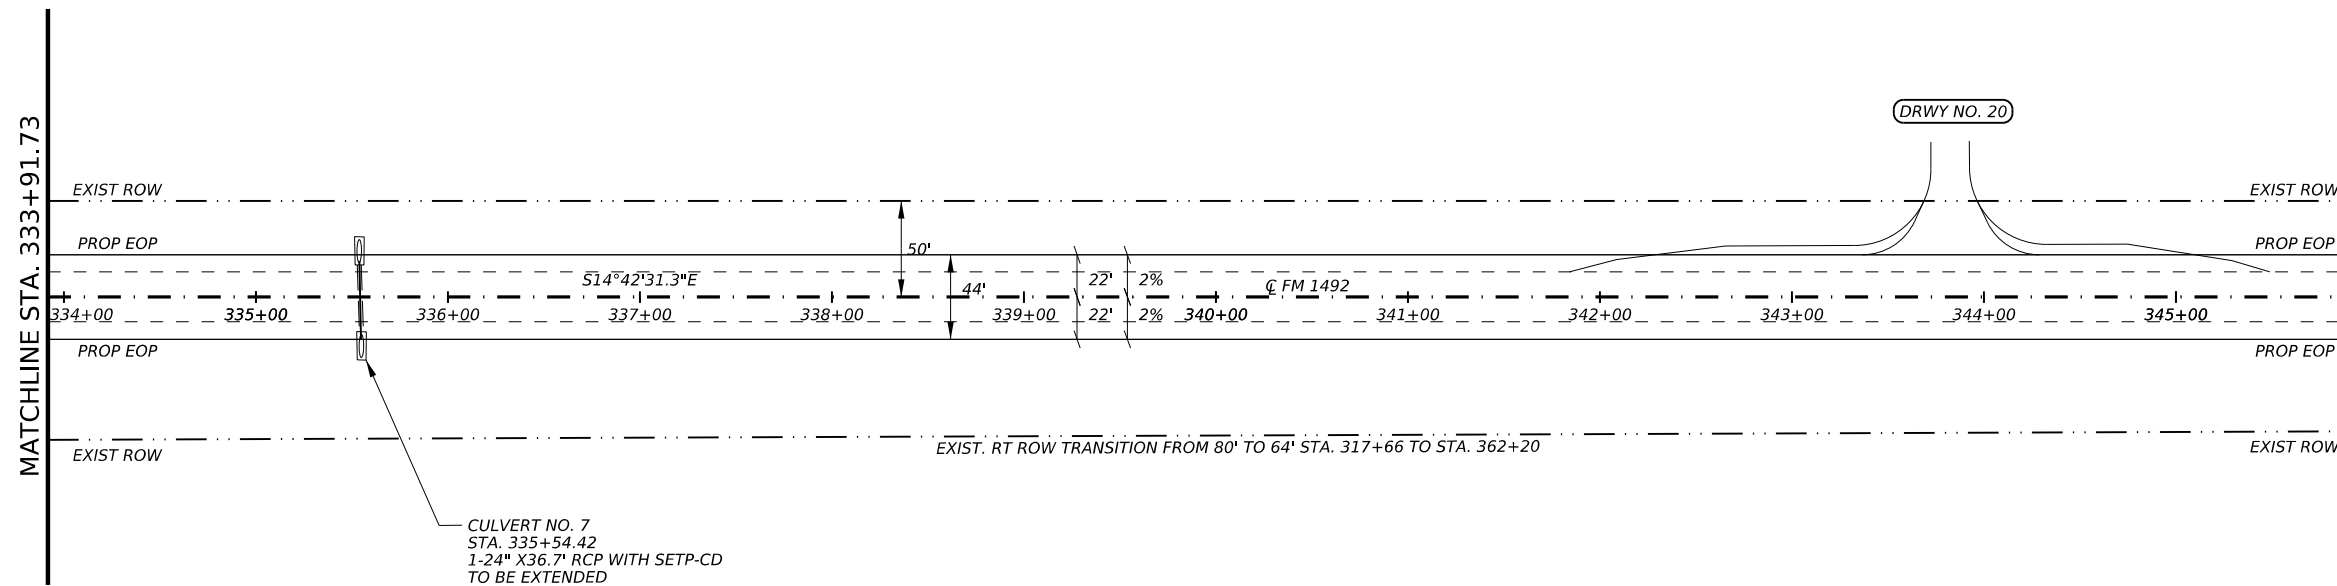 MATCHLINE STA. 333+91.73
DRWY NO. 20
EXIST ROW
EXIST ROW
PROP EOP
50'
PROP EOP
S14°42'31.3"E
44'
22'
2%
℄ FM 1492
334+00
335+00
336+00
337+00
338+00
339+00
22'
2%
340+00
341+00
342+00
343+00
344+00
345+00
PROP EOP
PROP EOP
EXIST ROW
EXIST. RT ROW TRANSITION FROM 80' TO 64' STA. 317+66 TO STA. 362+20
EXIST ROW
CULVERT NO. 7
STA. 335+54.42
1-24" X36.7' RCP WITH SETP-CD
TO BE EXTENDED